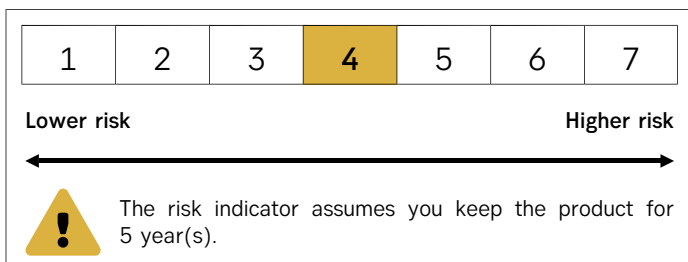 1 2 3 4 5 6 7
Lower risk Higher risk
The risk indicator assumes you keep the product for
5 year(s).